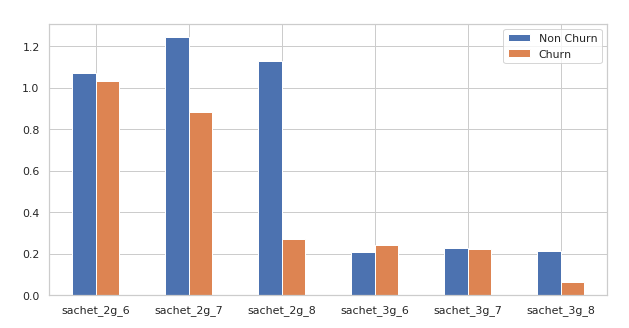 Non Churn
Churn
1.2
1.0
0.8
0.6
0.4
0.2
0.0
sachet_2g_6 sachet_2g_7 sachet_2g_8 sachet_3g_6 sachet_3g_7 sachet_3g_8